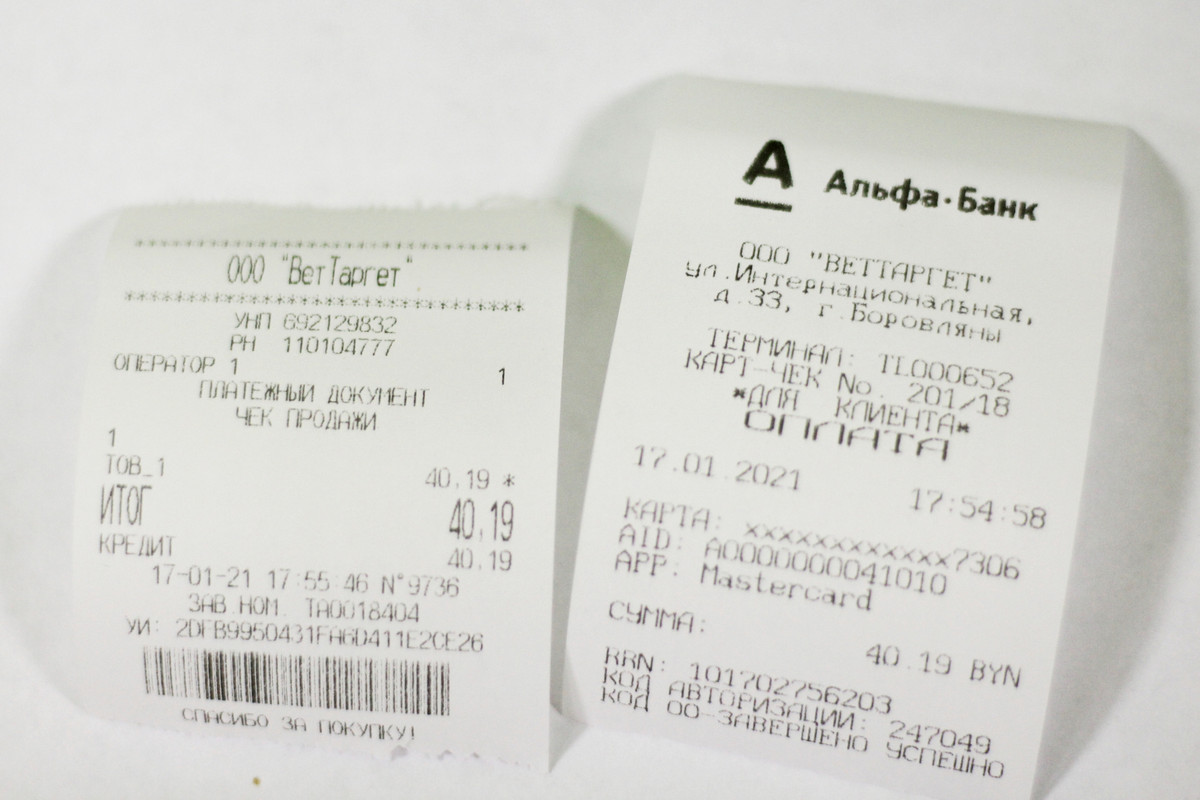 ****************************************
ООО "ВетТаргет"
****************************************
УНП 692129832
РН 110104777
ОПЕРАТОР 1 1
ПЛАТЕЖНЫЙ ДОКУМЕНТ
ЧЕК ПРОДАЖИ
1
ТОВ_1 40,19 *
ИТОГ 40,19
КРЕДИТ 40,19
17-01-21 17:55:46 N°9736
ЗАВ.НОМ. ТА0018404
УИ: 2DFB9950431FA6D411E2CE26
СПАСИБО ЗА ПОКУПКУ!
А Альфа·Банк
ООО "ВЕТТАРГЕТ"
ул.Интернациональная,
д.33, г.Боровляны
ТЕРМИНАЛ: TL000652
КАРТ-ЧЕК No. 201/18
*ДЛЯ КЛИЕНТА*
ОПЛАТА
17.01.2021 17:54:58
КАРТА: xxxxxxxxxxxx7306
AID: A0000000041010
APP: Mastercard
СУММА:
40.19 BYN
RRN: 101702756203
КОД АВТОРИЗАЦИИ: 247049
КОД 00-ЗАВЕРШЕНО УСПЕШНО